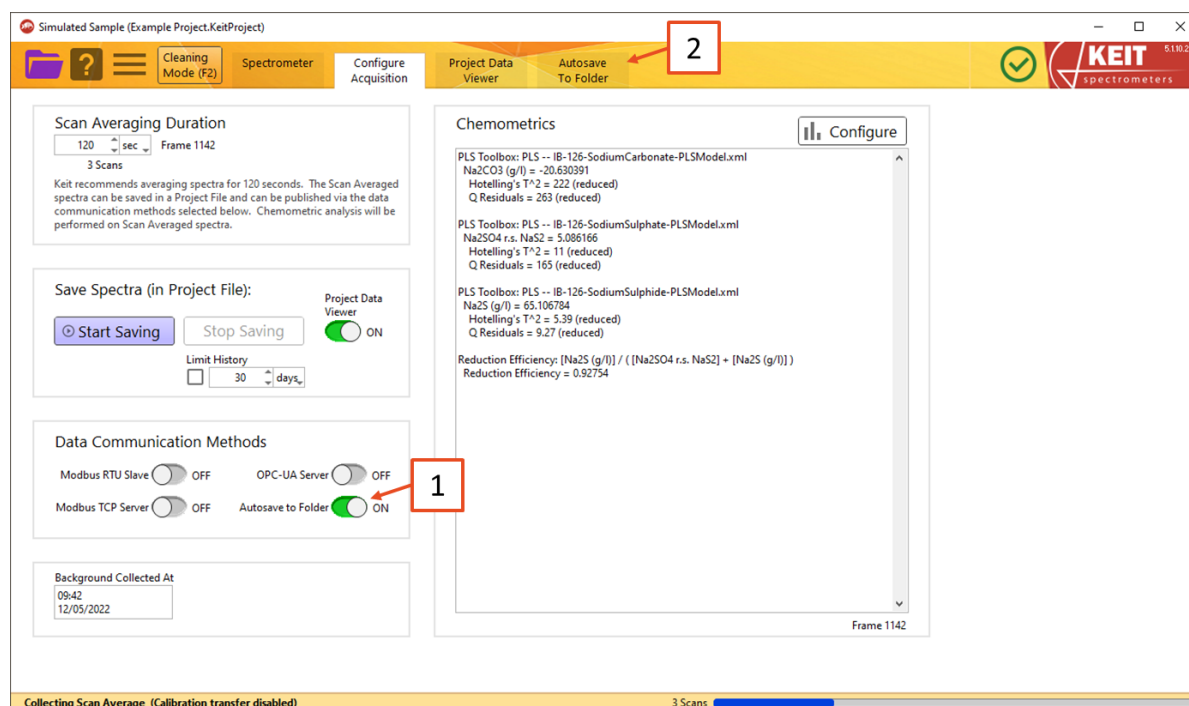 Simulated Sample (Example Project.KeitProject)
Cleaning
Mode (F2)
Spectrometer
Configure
Acquisition
Project Data
Viewer
Autosave
To Folder
2
KEIT
spectrometers
Scan Averaging Duration
120 sec Frame 1142
3 Scans
Keit recommends averaging spectra for 120 seconds. The Scan Averaged
spectra can be saved in a Project File and can be published
via the data
communication methods selected below. Chemometric analysis will be
performed on Scan Averaged spectra.
Save Spectra (in Project File):
Start Saving
Stop Saving
Project Data
Viewer
ON
Limit History
30 days
Data Communication Methods
Modbus RTU Slave OFF
OPC-UA Server OFF
Modbus TCP Server OFF
Autosave to Folder ON
1
Background Collected At
09:42
12/05/2022
Chemometrics
Configure
PLS Toolbox: PLS -- IB-126-SodiumCarbonate-PLSModel.xml
Na2CO3 (g/l) = -20.630391
Hotelling's T^2 = 222 (reduced)
Q Residuals = 263 (reduced)
PLS Toolbox: PLS -- IB-126-SodiumSulphate-PLSModel.xml
Na2SO4 r.s. NaS2 = 5.086166
Hotelling's T^2 = 11 (reduced)
Q Residuals = 165 (reduced)
PLS Toolbox: PLS -- IB-126-SodiumSulphide-PLSModel.xml
Na2S (g/l) = 65.106784
Hotelling's T^2 = 5.39 (reduced)
Q Residuals = 9.27 (reduced)
Reduction Efficiency: [Na2S (g/l)] / ( [Na2SO4 r.s. NaS2] + [Na2S (g/l)] )
Reduction Efficiency = 0.92754
Frame 1142
Collecting Scan Average (Calibration transfer disabled)
3 Scans